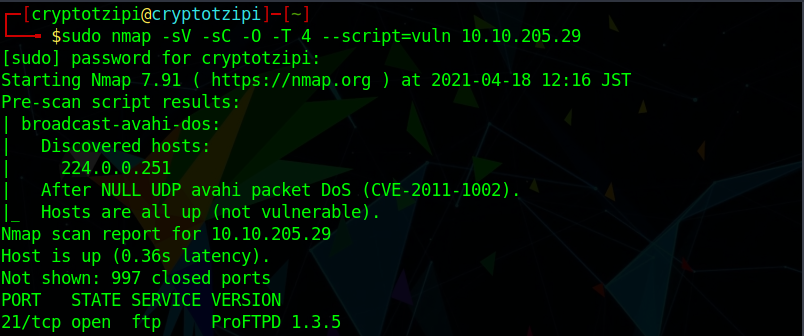 ┌─[cryptotzipi@cryptotzipi]─[~]
└──╼ $sudo nmap -sV -sC -O -T 4 --script=vuln 10.10.205.29
[sudo] password for cryptotzipi:
Starting Nmap 7.91 ( https://nmap.org ) at 2021-04-18 12:16 JST
Pre-scan script results:
| broadcast-avahi-dos:
|   Discovered hosts:
|     224.0.0.251
|   After NULL UDP avahi packet DoS (CVE-2011-1002).
|_  Hosts are all up (not vulnerable).
Nmap scan report for 10.10.205.29
Host is up (0.36s latency).
Not shown: 997 closed ports
PORT   STATE SERVICE VERSION
21/tcp open  ftp     ProFTPD 1.3.5